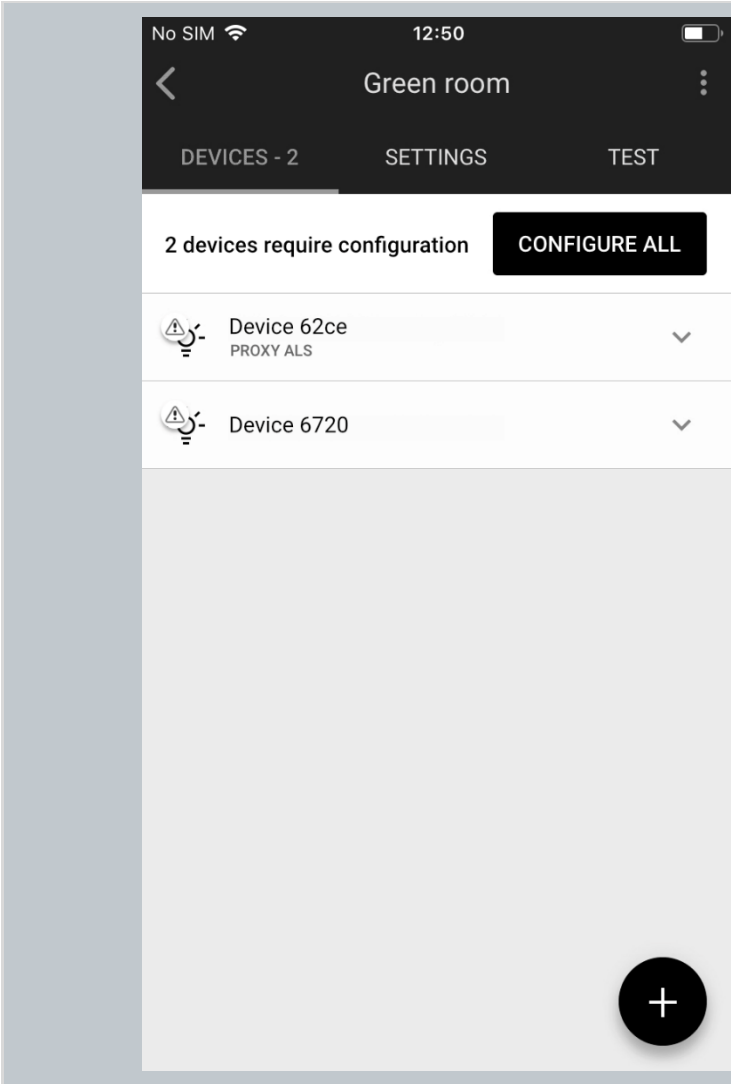 No SIM 12:50
Green room
DEVICES - 2 SETTINGS TEST
2 devices require configuration CONFIGURE ALL
Device 62ce
PROXY ALS
Device 6720